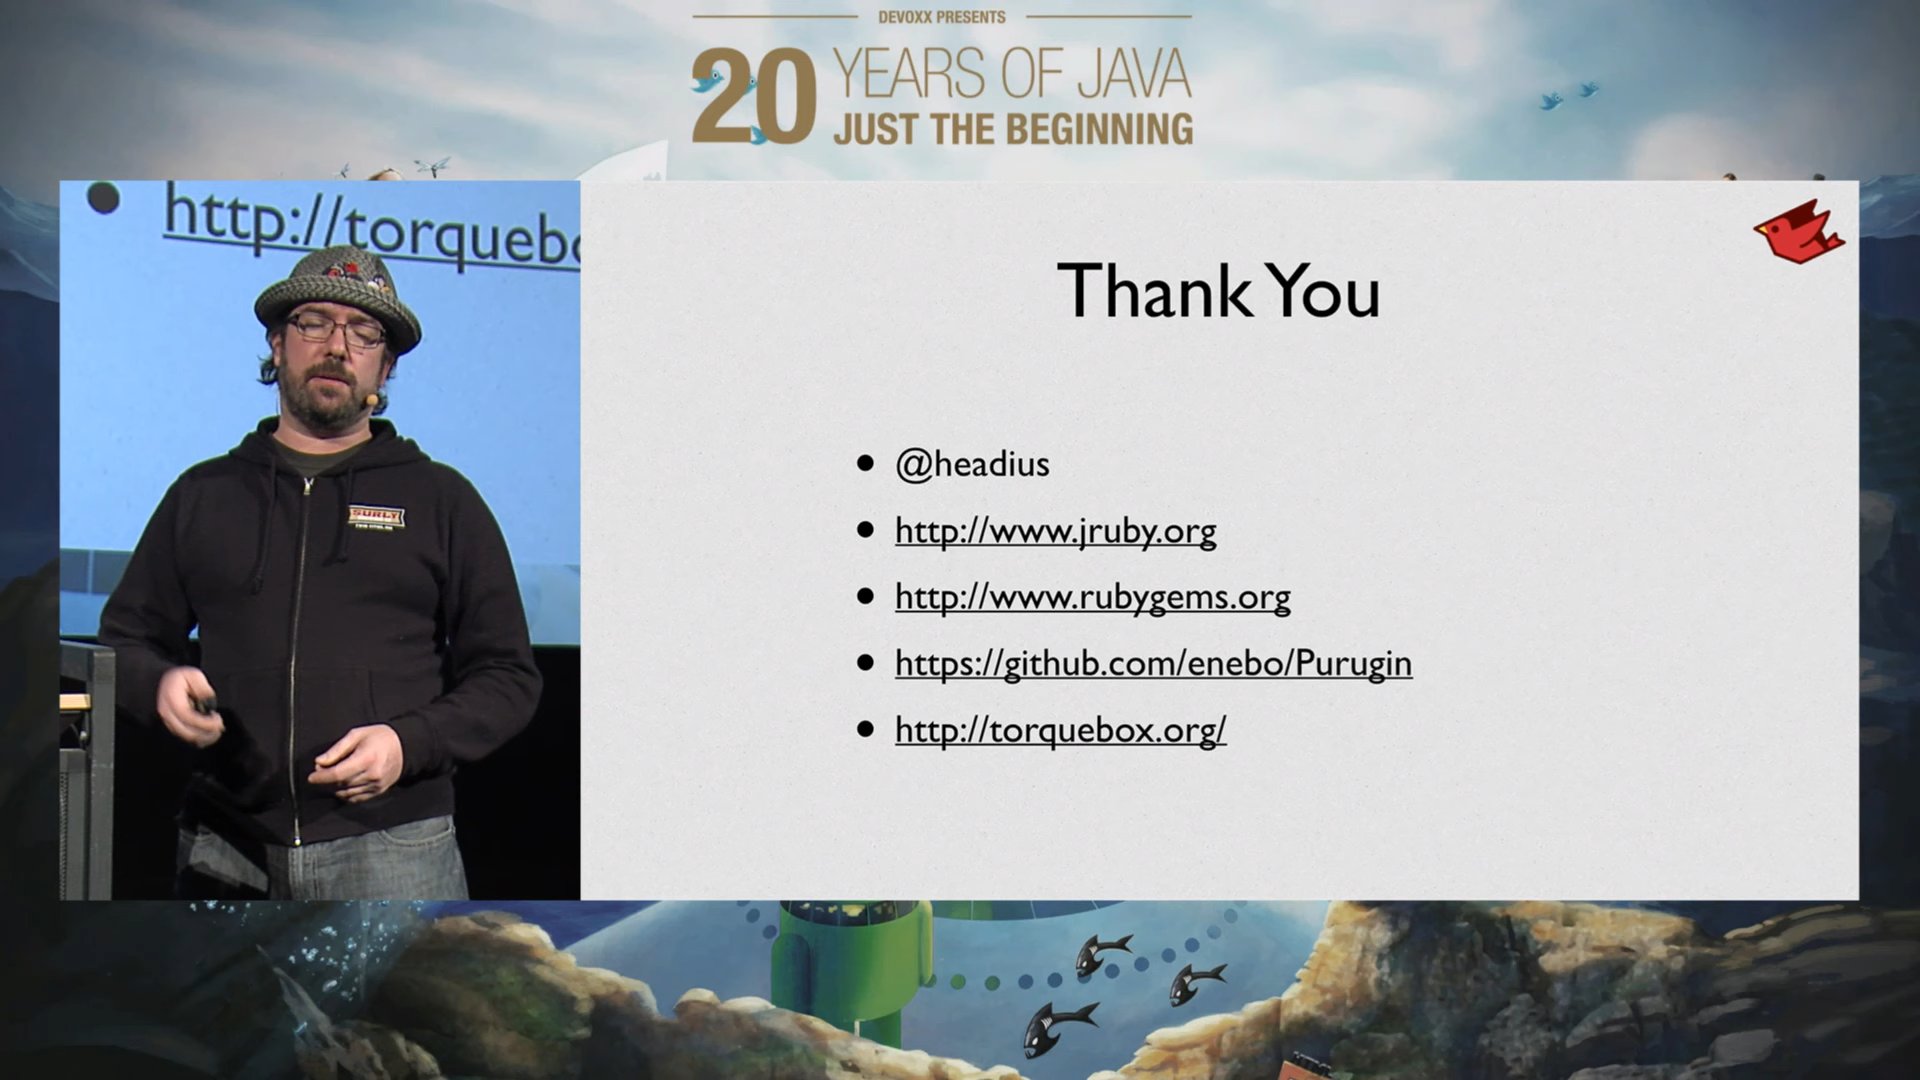 DEVOXX PRESENTS
20 YEARS OF JAVA
JUST THE BEGINNING
http://torquebo
SURLY
Thank You
@headius
http://www.jruby.org
http://www.rubygems.org
https://github.com/enebo/Purugin
http://torquebox.org/